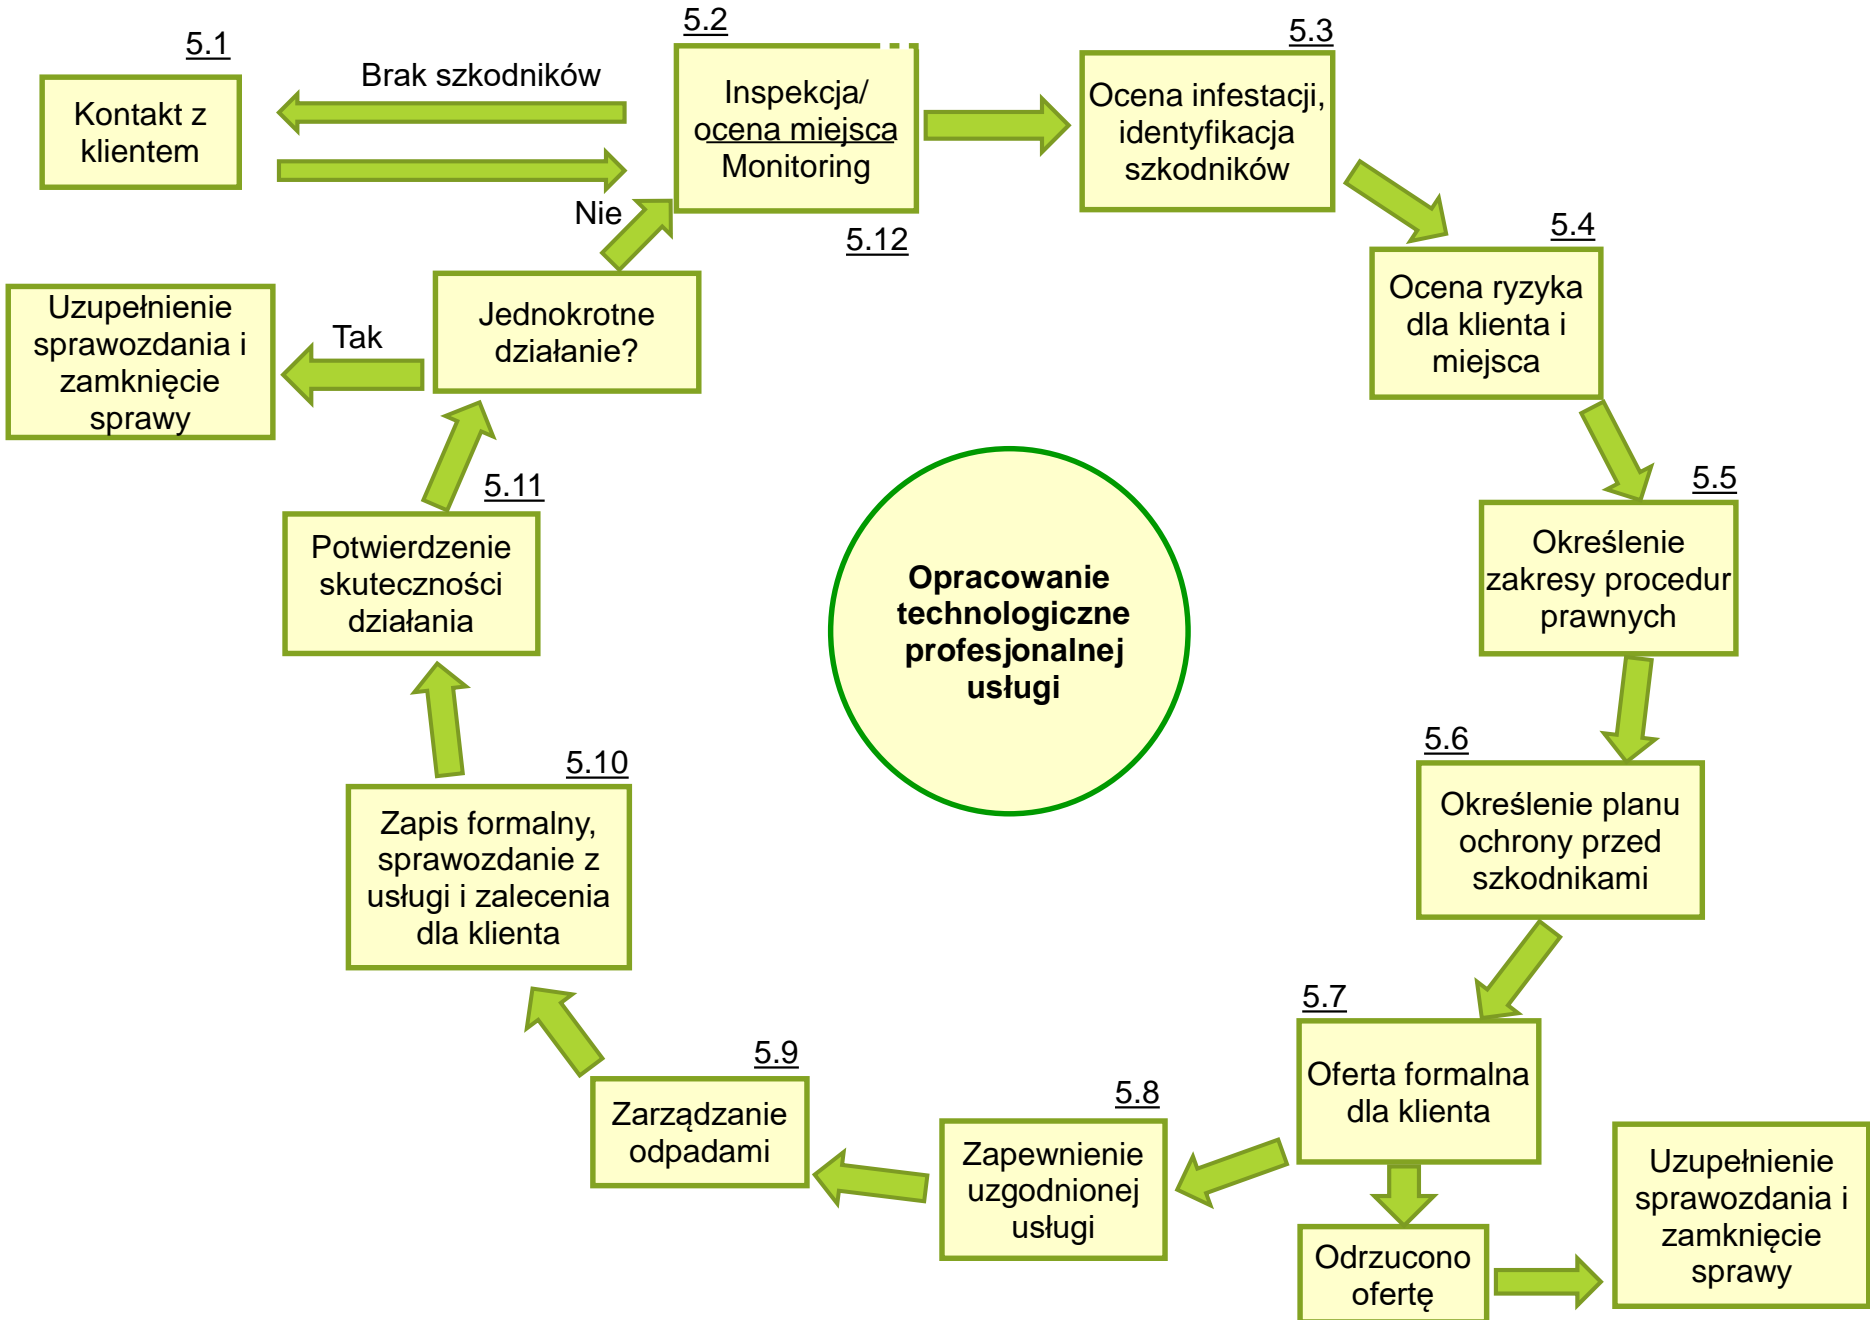 5.1
Kontakt z
klientem
Brak szkodników
5.2
Inspekcja/
ocena miejsca
Monitoring
5.12
5.3
Ocena infestacji,
identyfikacja
szkodników
5.4
Ocena ryzyka
dla klienta i
miejsca
5.5
Określenie
zakresy procedur
prawnych
5.6
Określenie planu
ochrony przed
szkodnikami
5.7
Oferta formalna
dla klienta
Odrzucono
ofertę
Uzupełnienie
sprawozdania i
zamknięcie
sprawy
5.8
Zapewnienie
uzgodnionej
usługi
5.9
Zarządzanie
odpadami
5.10
Zapis formalny,
sprawozdanie z
usługi i zalecenia
dla klienta
5.11
Potwierdzenie
skuteczności
działania
Jednokrotne
działanie?
Nie
Tak
Uzupełnienie
sprawozdania i
zamknięcie
sprawy
Opracowanie
technologiczne
profesjonalnej
usługi